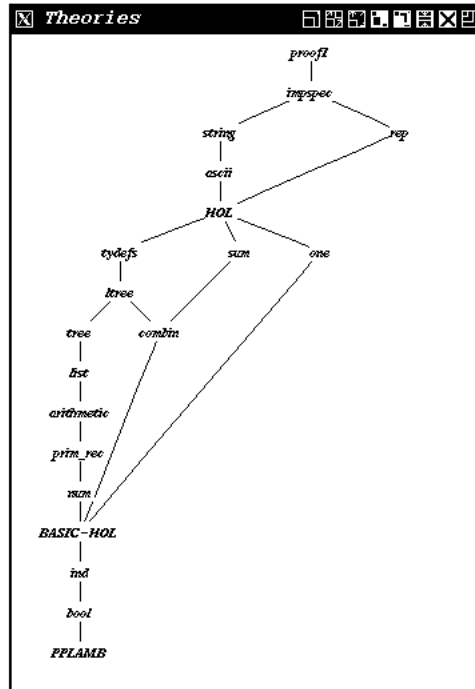 X Theories
proof1
impspec
string rep
ascii
HOL
tydefs sum one
ltree
tree combin
list
arithmetic
prim_rec
num
BASIC-HOL
ind
bool
PPLAMB